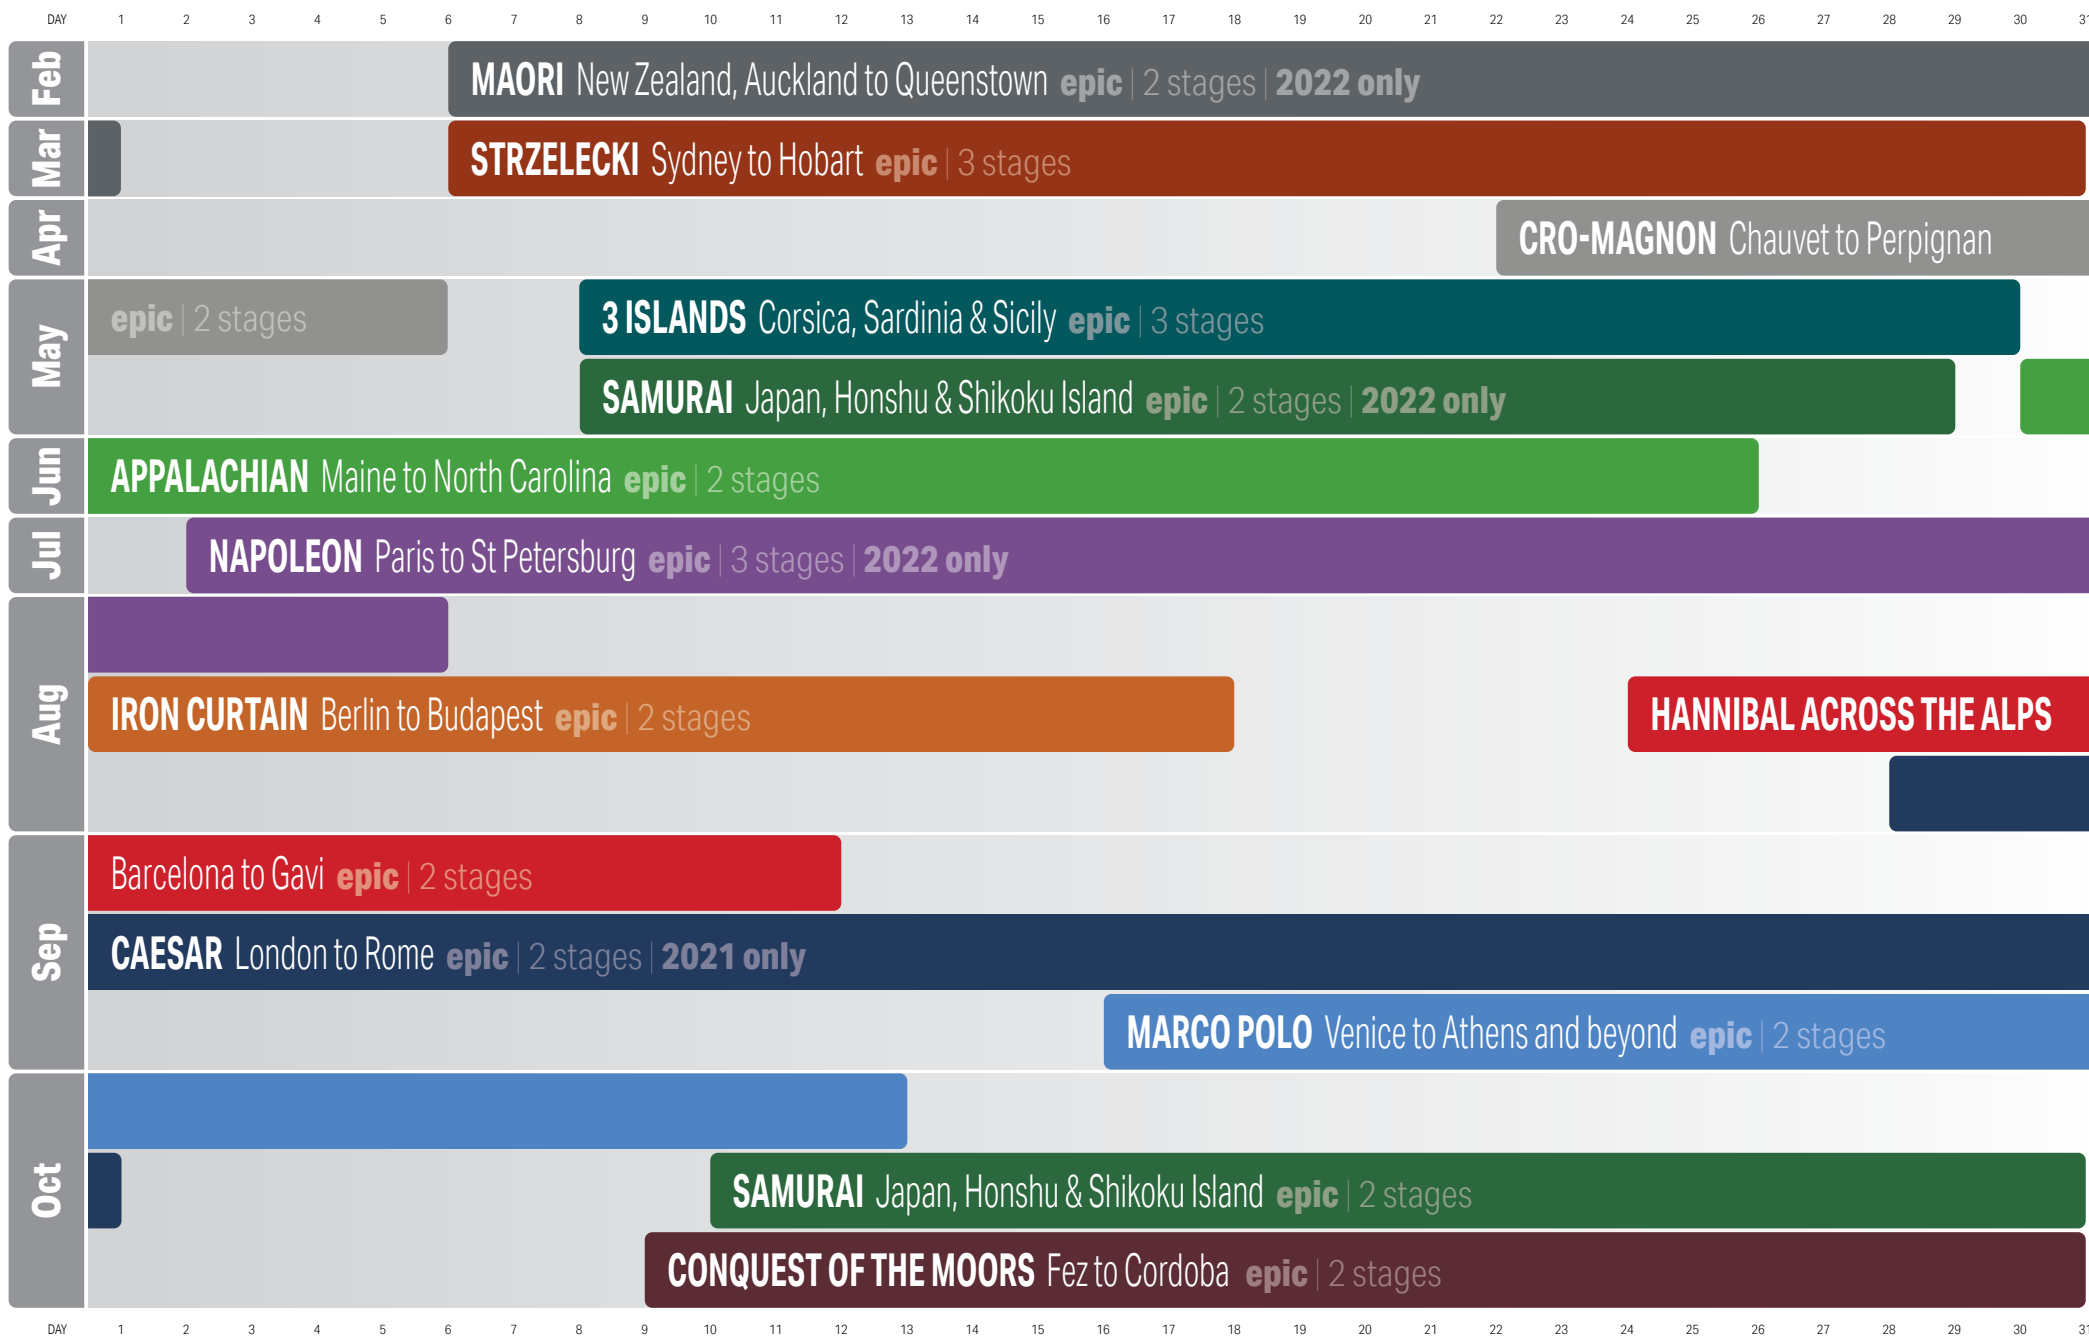 DAY 1 2 3 4 5 6 7 8 9 10 11 12 13 14 15 16 17 18 19 20 21 22 23 24 25 26 27 28 29 30 31
Feb
MAORI New Zealand, Auckland to Queenstown epic | 2 stages | 2022 only
Mar
STRZELECKI Sydney to Hobart epic | 3 stages
Apr
CRO-MAGNON Chauvet to Perpignan
May
epic | 2 stages
3 ISLANDS Corsica, Sardinia & Sicily epic | 3 stages
SAMURAI Japan, Honshu & Shikoku Island epic | 2 stages | 2022 only
Jun
APPALACHIAN Maine to North Carolina epic | 2 stages
Jul
NAPOLEON Paris to St Petersburg epic | 3 stages | 2022 only
Aug
IRON CURTAIN Berlin to Budapest epic | 2 stages
HANNIBAL ACROSS THE ALPS
Sep
Barcelona to Gavi epic | 2 stages
CAESAR London to Rome epic | 2 stages | 2021 only
MARCO POLO Venice to Athens and beyond epic | 2 stages
Oct
SAMURAI Japan, Honshu & Shikoku Island epic | 2 stages
CONQUEST OF THE MOORS Fez to Cordoba epic | 2 stages
DAY 1 2 3 4 5 6 7 8 9 10 11 12 13 14 15 16 17 18 19 20 21 22 23 24 25 26 27 28 29 30 31